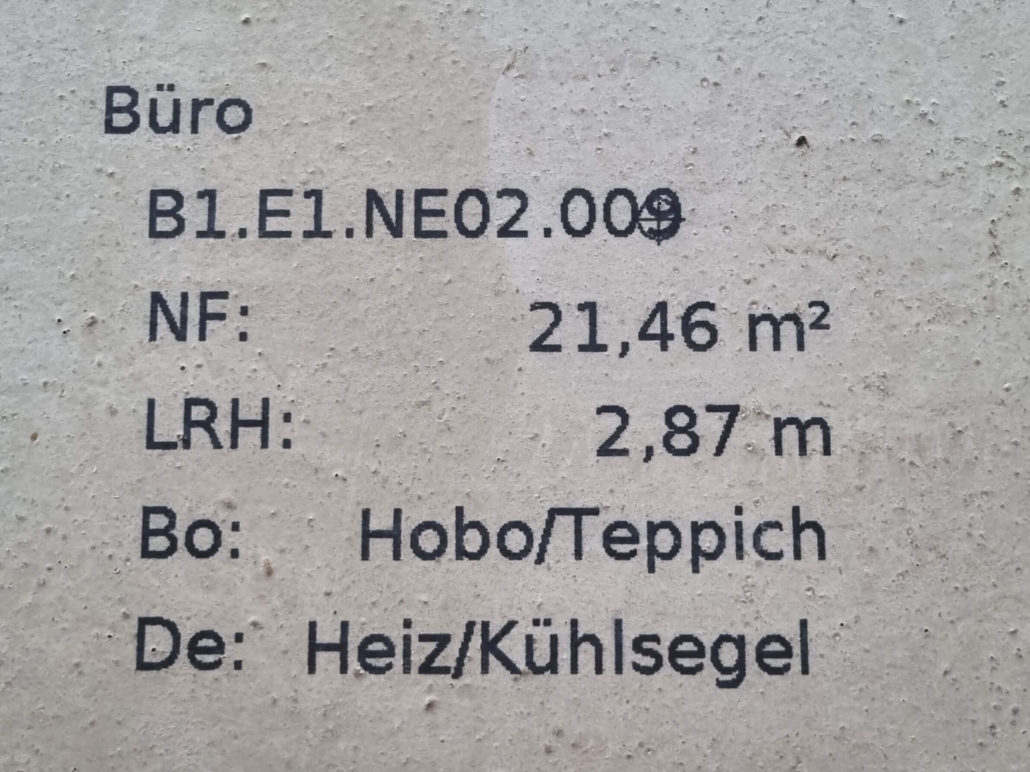 Büro
B1.E1.NE02.009
NF: 21,46 m²
LRH: 2,87 m
Bo: Hobo/Teppich
De: Heiz/Kühlsegel